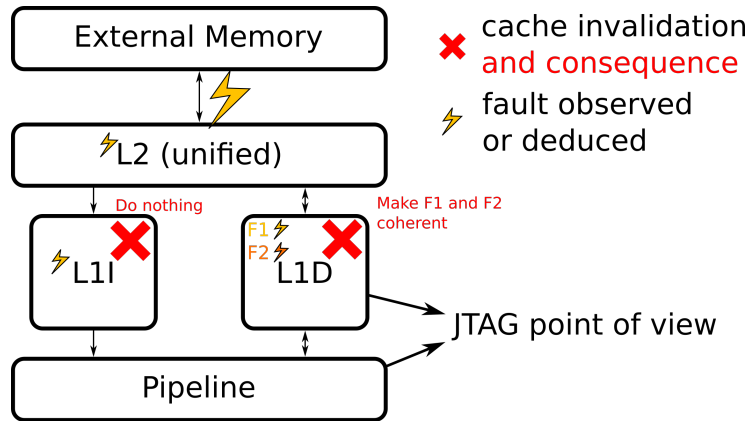 External Memory
cache invalidation
and consequence
fault observed
or deduced
L2 (unified)
Do nothing
Make F1 and F2
coherent
F1
F2
L1I
L1D
JTAG point of view
Pipeline